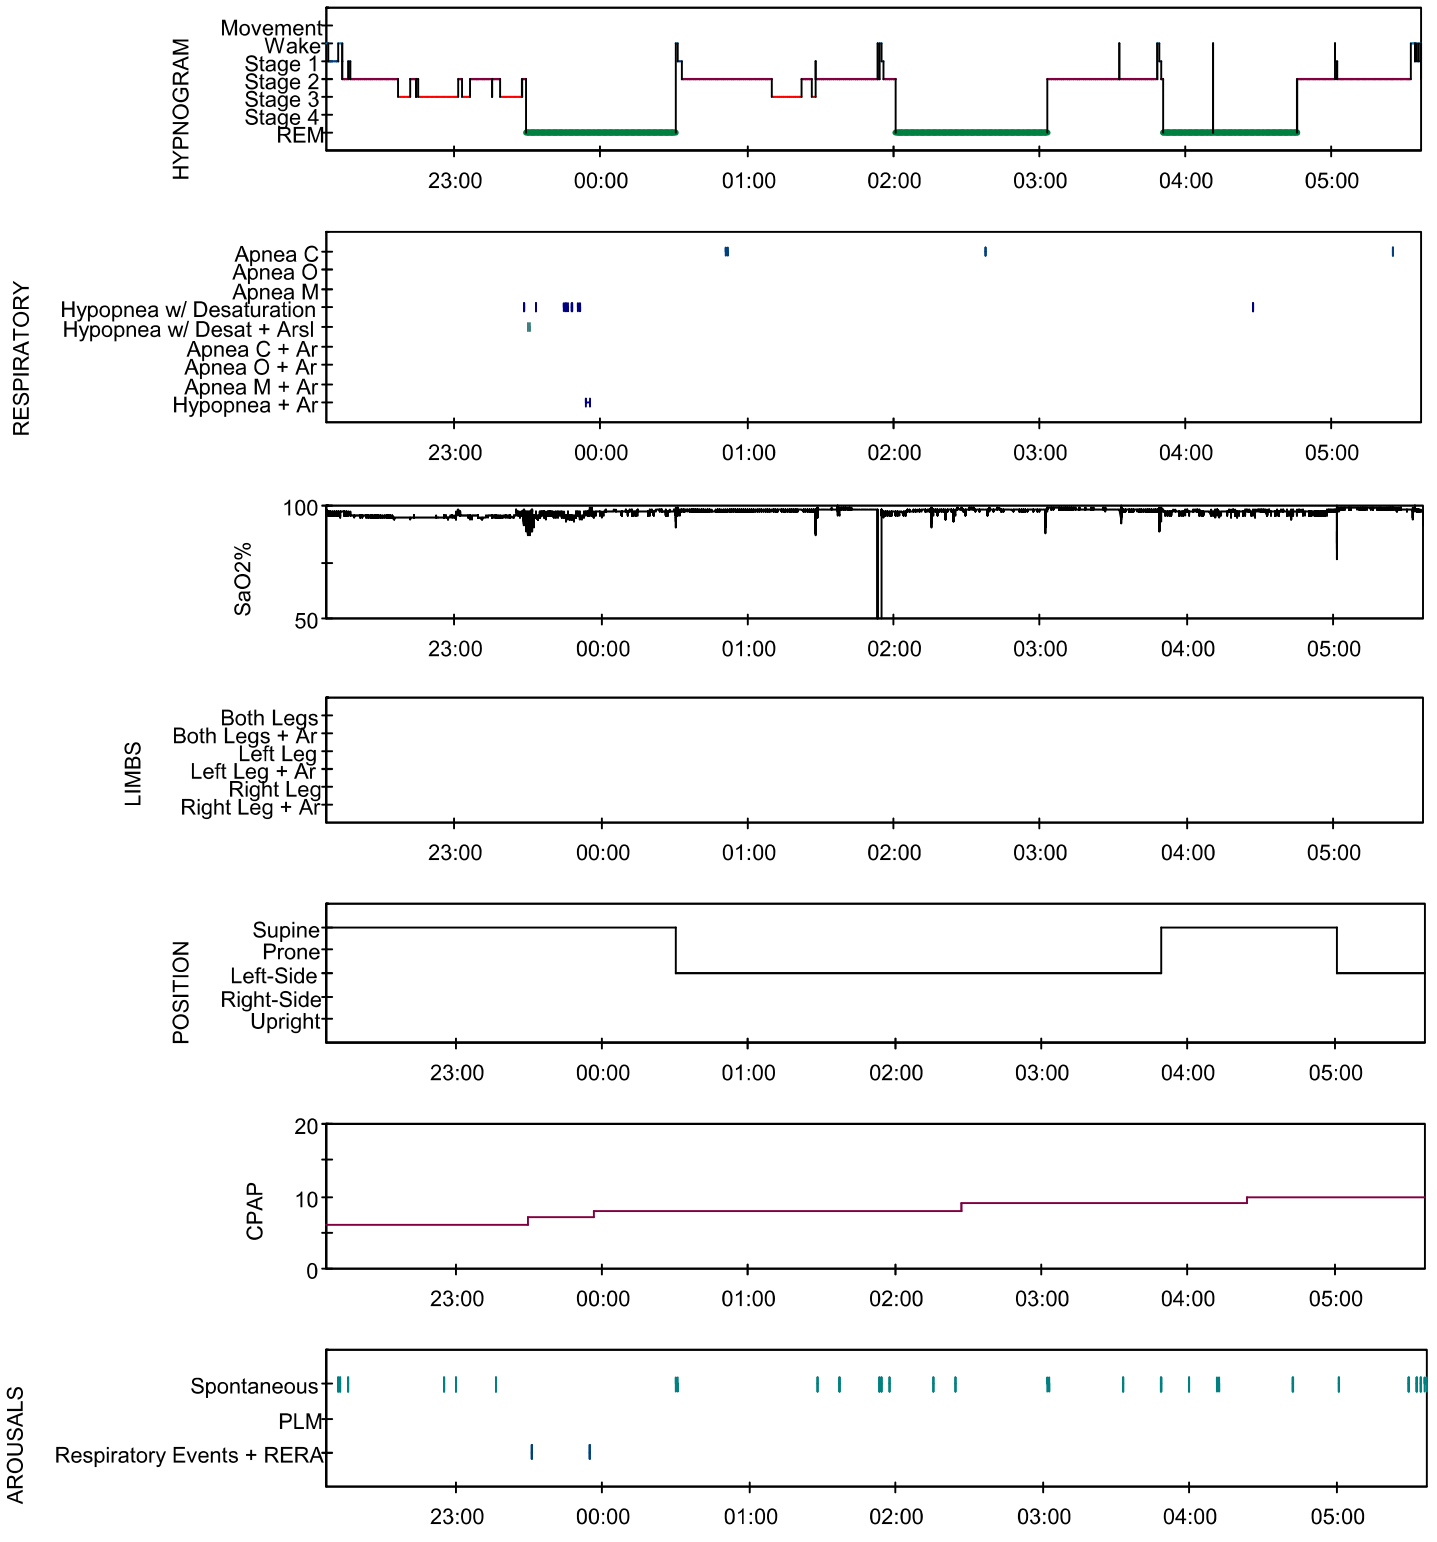 HYPNOGRAM
Movement
Wake
Stage 1
Stage 2
Stage 3
Stage 4
REM
23:00 00:00 01:00 02:00 03:00 04:00 05:00
RESPIRATORY
Apnea C
Apnea O
Apnea M
Hypopnea w/ Desaturation
Hypopnea w/ Desat + Arsl
Apnea C + Ar
Apnea O + Ar
Apnea M + Ar
Hypopnea + Ar
23:00 00:00 01:00 02:00 03:00 04:00 05:00
SaO2%
100
50
23:00 00:00 01:00 02:00 03:00 04:00 05:00
LIMBS
Both Legs
Both Legs + Ar
Left Leg
Left Leg + Ar
Right Leg
Right Leg + Ar
23:00 00:00 01:00 02:00 03:00 04:00 05:00
POSITION
Supine
Prone
Left-Side
Right-Side
Upright
23:00 00:00 01:00 02:00 03:00 04:00 05:00
CPAP
20
10
0
23:00 00:00 01:00 02:00 03:00 04:00 05:00
AROUSALS
Spontaneous
PLM
Respiratory Events + RERA
23:00 00:00 01:00 02:00 03:00 04:00 05:00